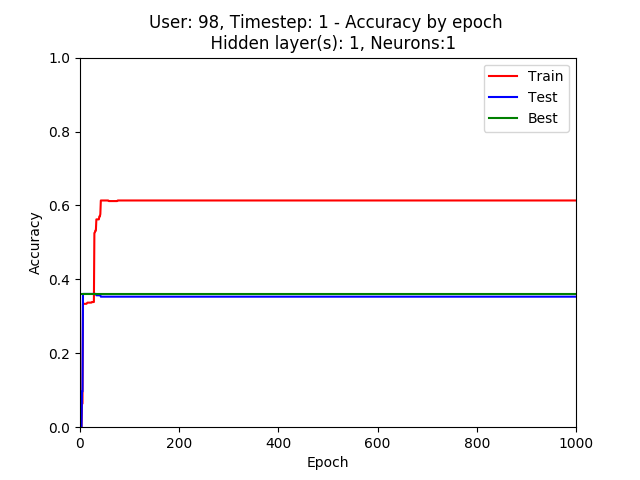 User: 98, Timestep: 1 - Accuracy by epoch
Hidden layer(s): 1, Neurons:1
Train
Test
Best
1.0
0.8
0.6
0.4
0.2
0.0
Accuracy
0 200 400 600 800 1000
Epoch